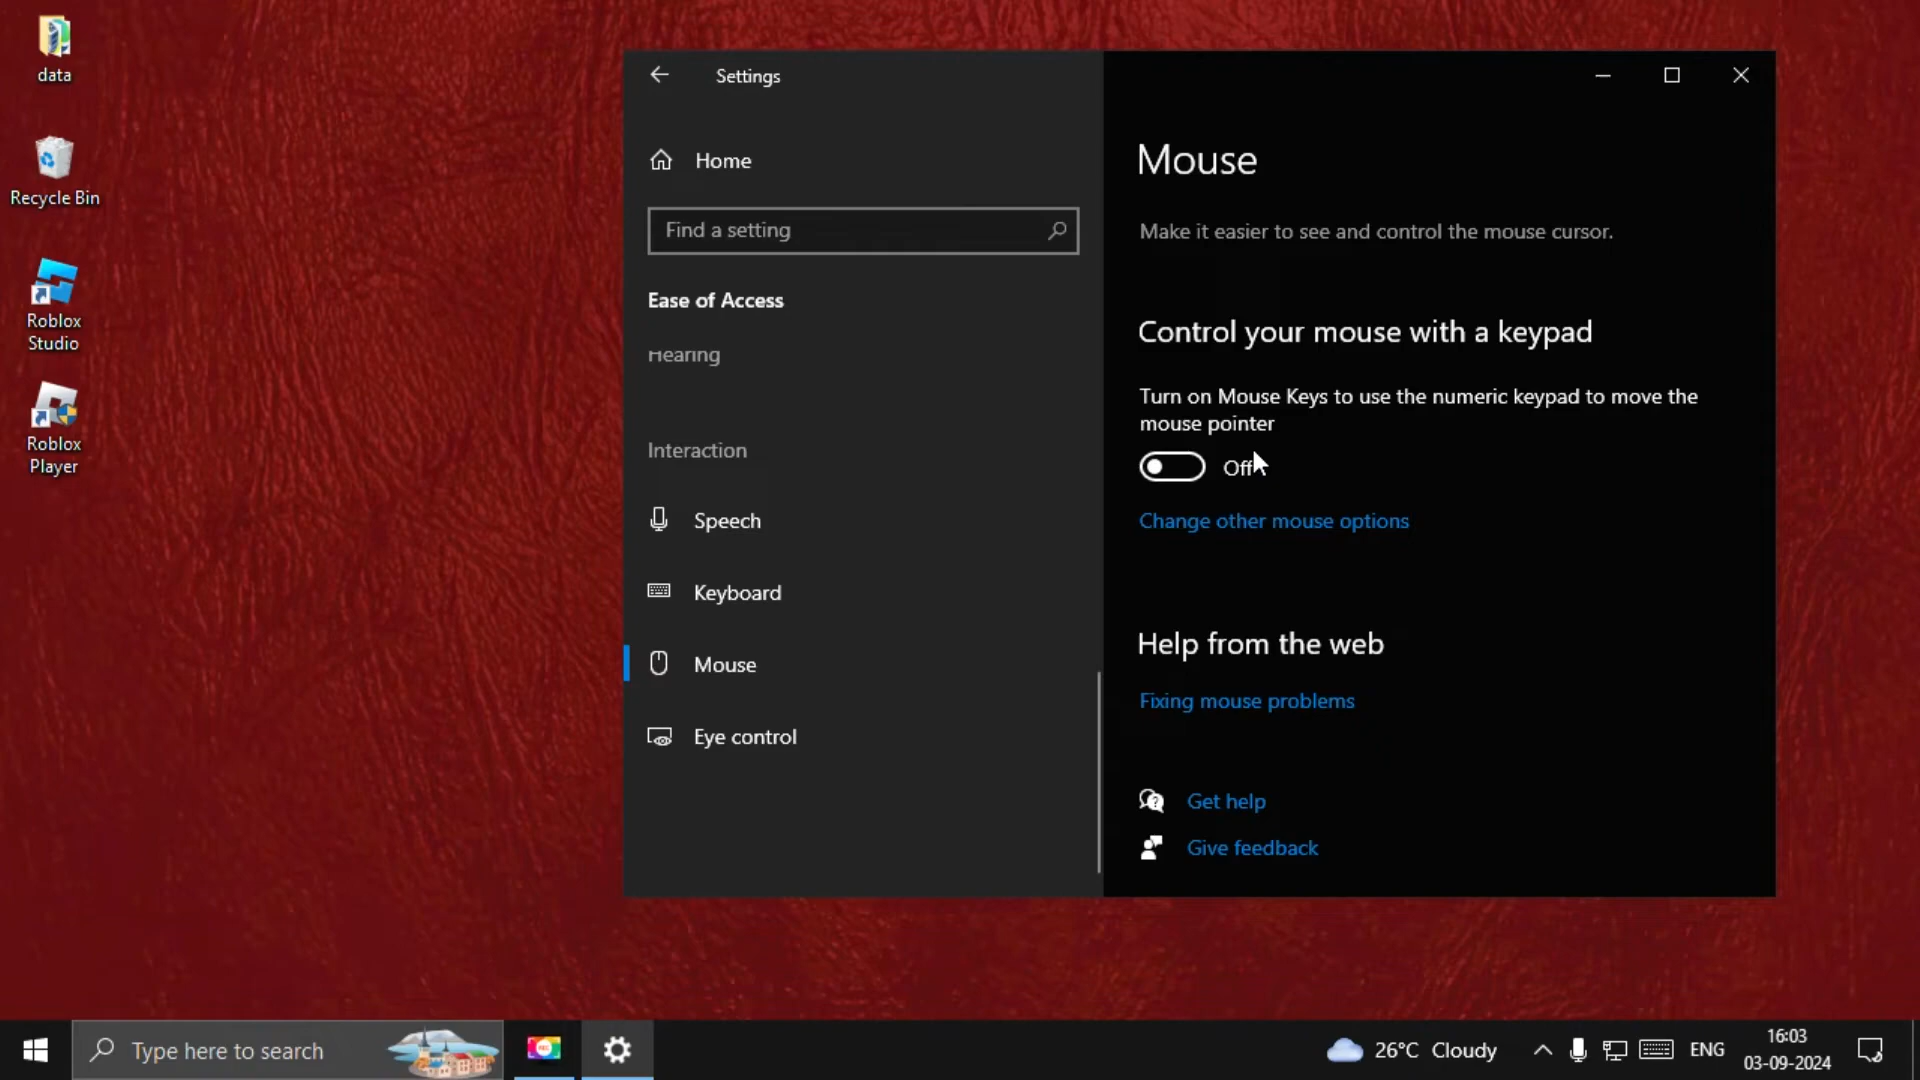 data
Recycle Bin
Roblox
Studio
Roblox
Player
Settings
Home
Find a setting
Ease of Access
Hearing
Interaction
Speech
Keyboard
Mouse
Eye control
Mouse
Make it easier to see and control the mouse cursor.
Control your mouse with a keypad
Turn on Mouse Keys to use the numeric keypad to move the
mouse pointer
Off
Change other mouse options
Help from the web
Fixing mouse problems
Get help
Give feedback
Type here to search
26°C Cloudy
ENG
16:03
03-09-2024